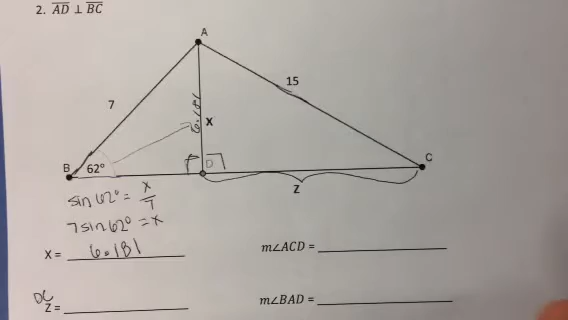 2. AD ⊥ BC
A
7
15
6.181
X
B
62°
D
C
Z
sin 62° = x/7
7 sin 62° = x
X = 6.181
m∠ACD =
DC
Z =
m∠BAD =